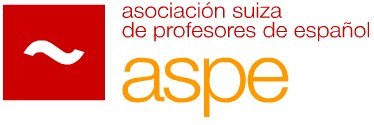 asociación suiza
de profesores de español
aspe